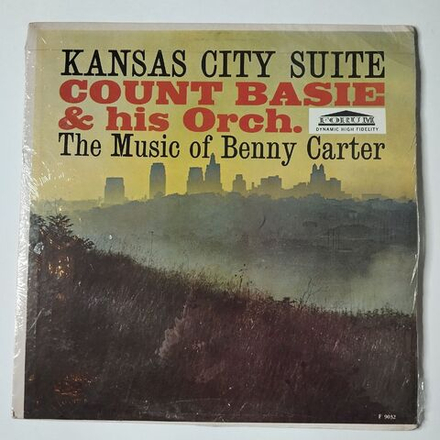 KANSAS CITY SUITE
COUNT BASIE
& his Orch.
FORUM
DYNAMIC HIGH FIDELITY
The Music of Benny Carter
F 9032